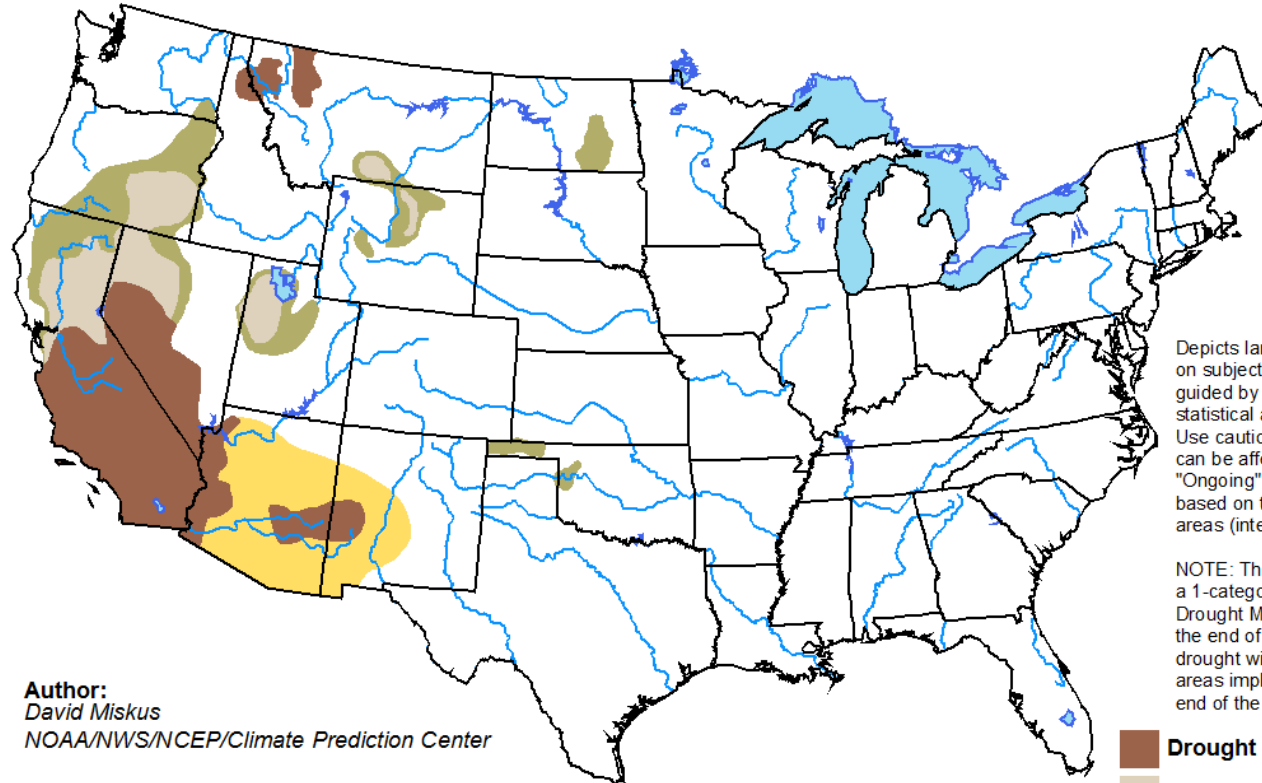 Depicts lar
on subject
guided by
statistical a
Use cautio
can be affe
"Ongoing"
based on t
areas (inte
NOTE: Th
a 1-catego
Drought M
the end of
drought wi
areas impl
end of the
Author:
David Miskus
NOAA/NWS/NCEP/Climate Prediction Center
Drought